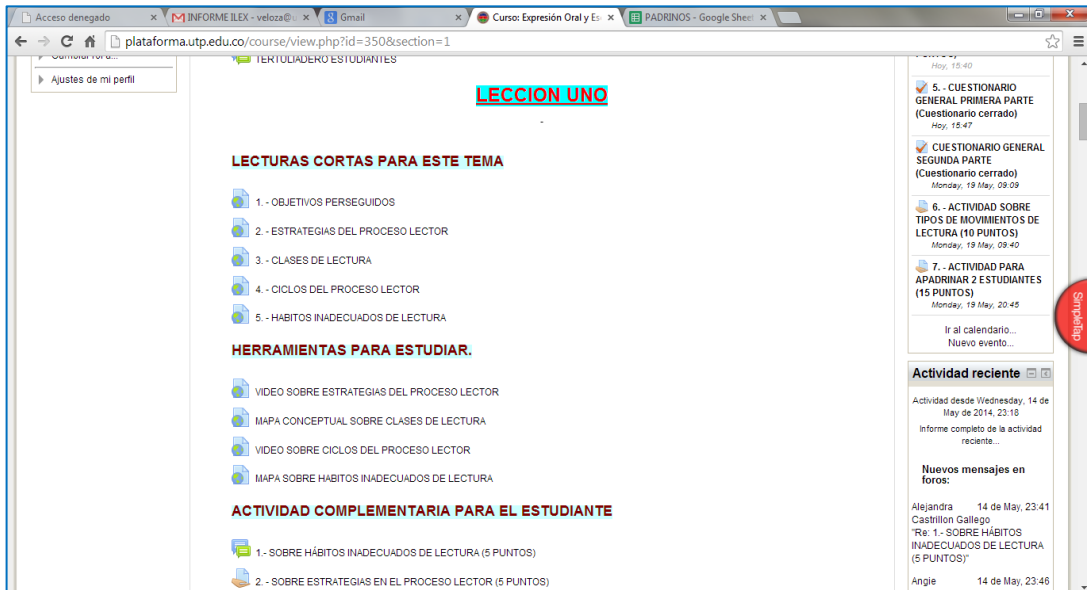 Acceso denegado
INFORME ILEX - veloza@u
Gmail
Curso: Expresión Oral y Es
PADRINOS - Google Sheet
plataforma.utp.edu.co/course/view.php?id=350&section=1
Ajustes de mi perfil
TERTULIADERO ESTUDIANTES
LECCION UNO
-
LECTURAS CORTAS PARA ESTE TEMA
1. - OBJETIVOS PERSEGUIDOS
2. - ESTRATEGIAS DEL PROCESO LECTOR
3. - CLASES DE LECTURA
4. - CICLOS DEL PROCESO LECTOR
5. - HABITOS INADECUADOS DE LECTURA
HERRAMIENTAS PARA ESTUDIAR.
VIDEO SOBRE ESTRATEGIAS DEL PROCESO LECTOR
MAPA CONCEPTUAL SOBRE CLASES DE LECTURA
VIDEO SOBRE CICLOS DEL PROCESO LECTOR
MAPA SOBRE HABITOS INADECUADOS DE LECTURA
ACTIVIDAD COMPLEMENTARIA PARA EL ESTUDIANTE
1.- SOBRE HÁBITOS INADECUADOS DE LECTURA (5 PUNTOS)
2. - SOBRE ESTRATEGIAS EN EL PROCESO LECTOR (5 PUNTOS)
Hoy, 15:40
5. - CUESTIONARIO
GENERAL PRIMERA PARTE
(Cuestionario cerrado)
Hoy, 15:47
CUESTIONARIO GENERAL
SEGUNDA PARTE
(Cuestionario cerrado)
Monday, 19 May, 09:09
6. - ACTIVIDAD SOBRE
TIPOS DE MOVIMIENTOS DE
LECTURA (10 PUNTOS)
Monday, 19 May, 09:40
7. - ACTIVIDAD PARA
APADRINAR 2 ESTUDIANTES
(15 PUNTOS)
Monday, 19 May, 20:45
Ir al calendario...
Nuevo evento...
SimpleTap
Actividad reciente
Actividad desde Wednesday, 14 de
May de 2014, 23:18
Informe completo de la actividad
reciente...
Nuevos mensajes en
foros:
Alejandra 14 de May, 23:41
Castrillon Gallego
"Re: 1.- SOBRE HÁBITOS
INADECUADOS DE LECTURA
(5 PUNTOS)"
Angie 14 de May, 23:46